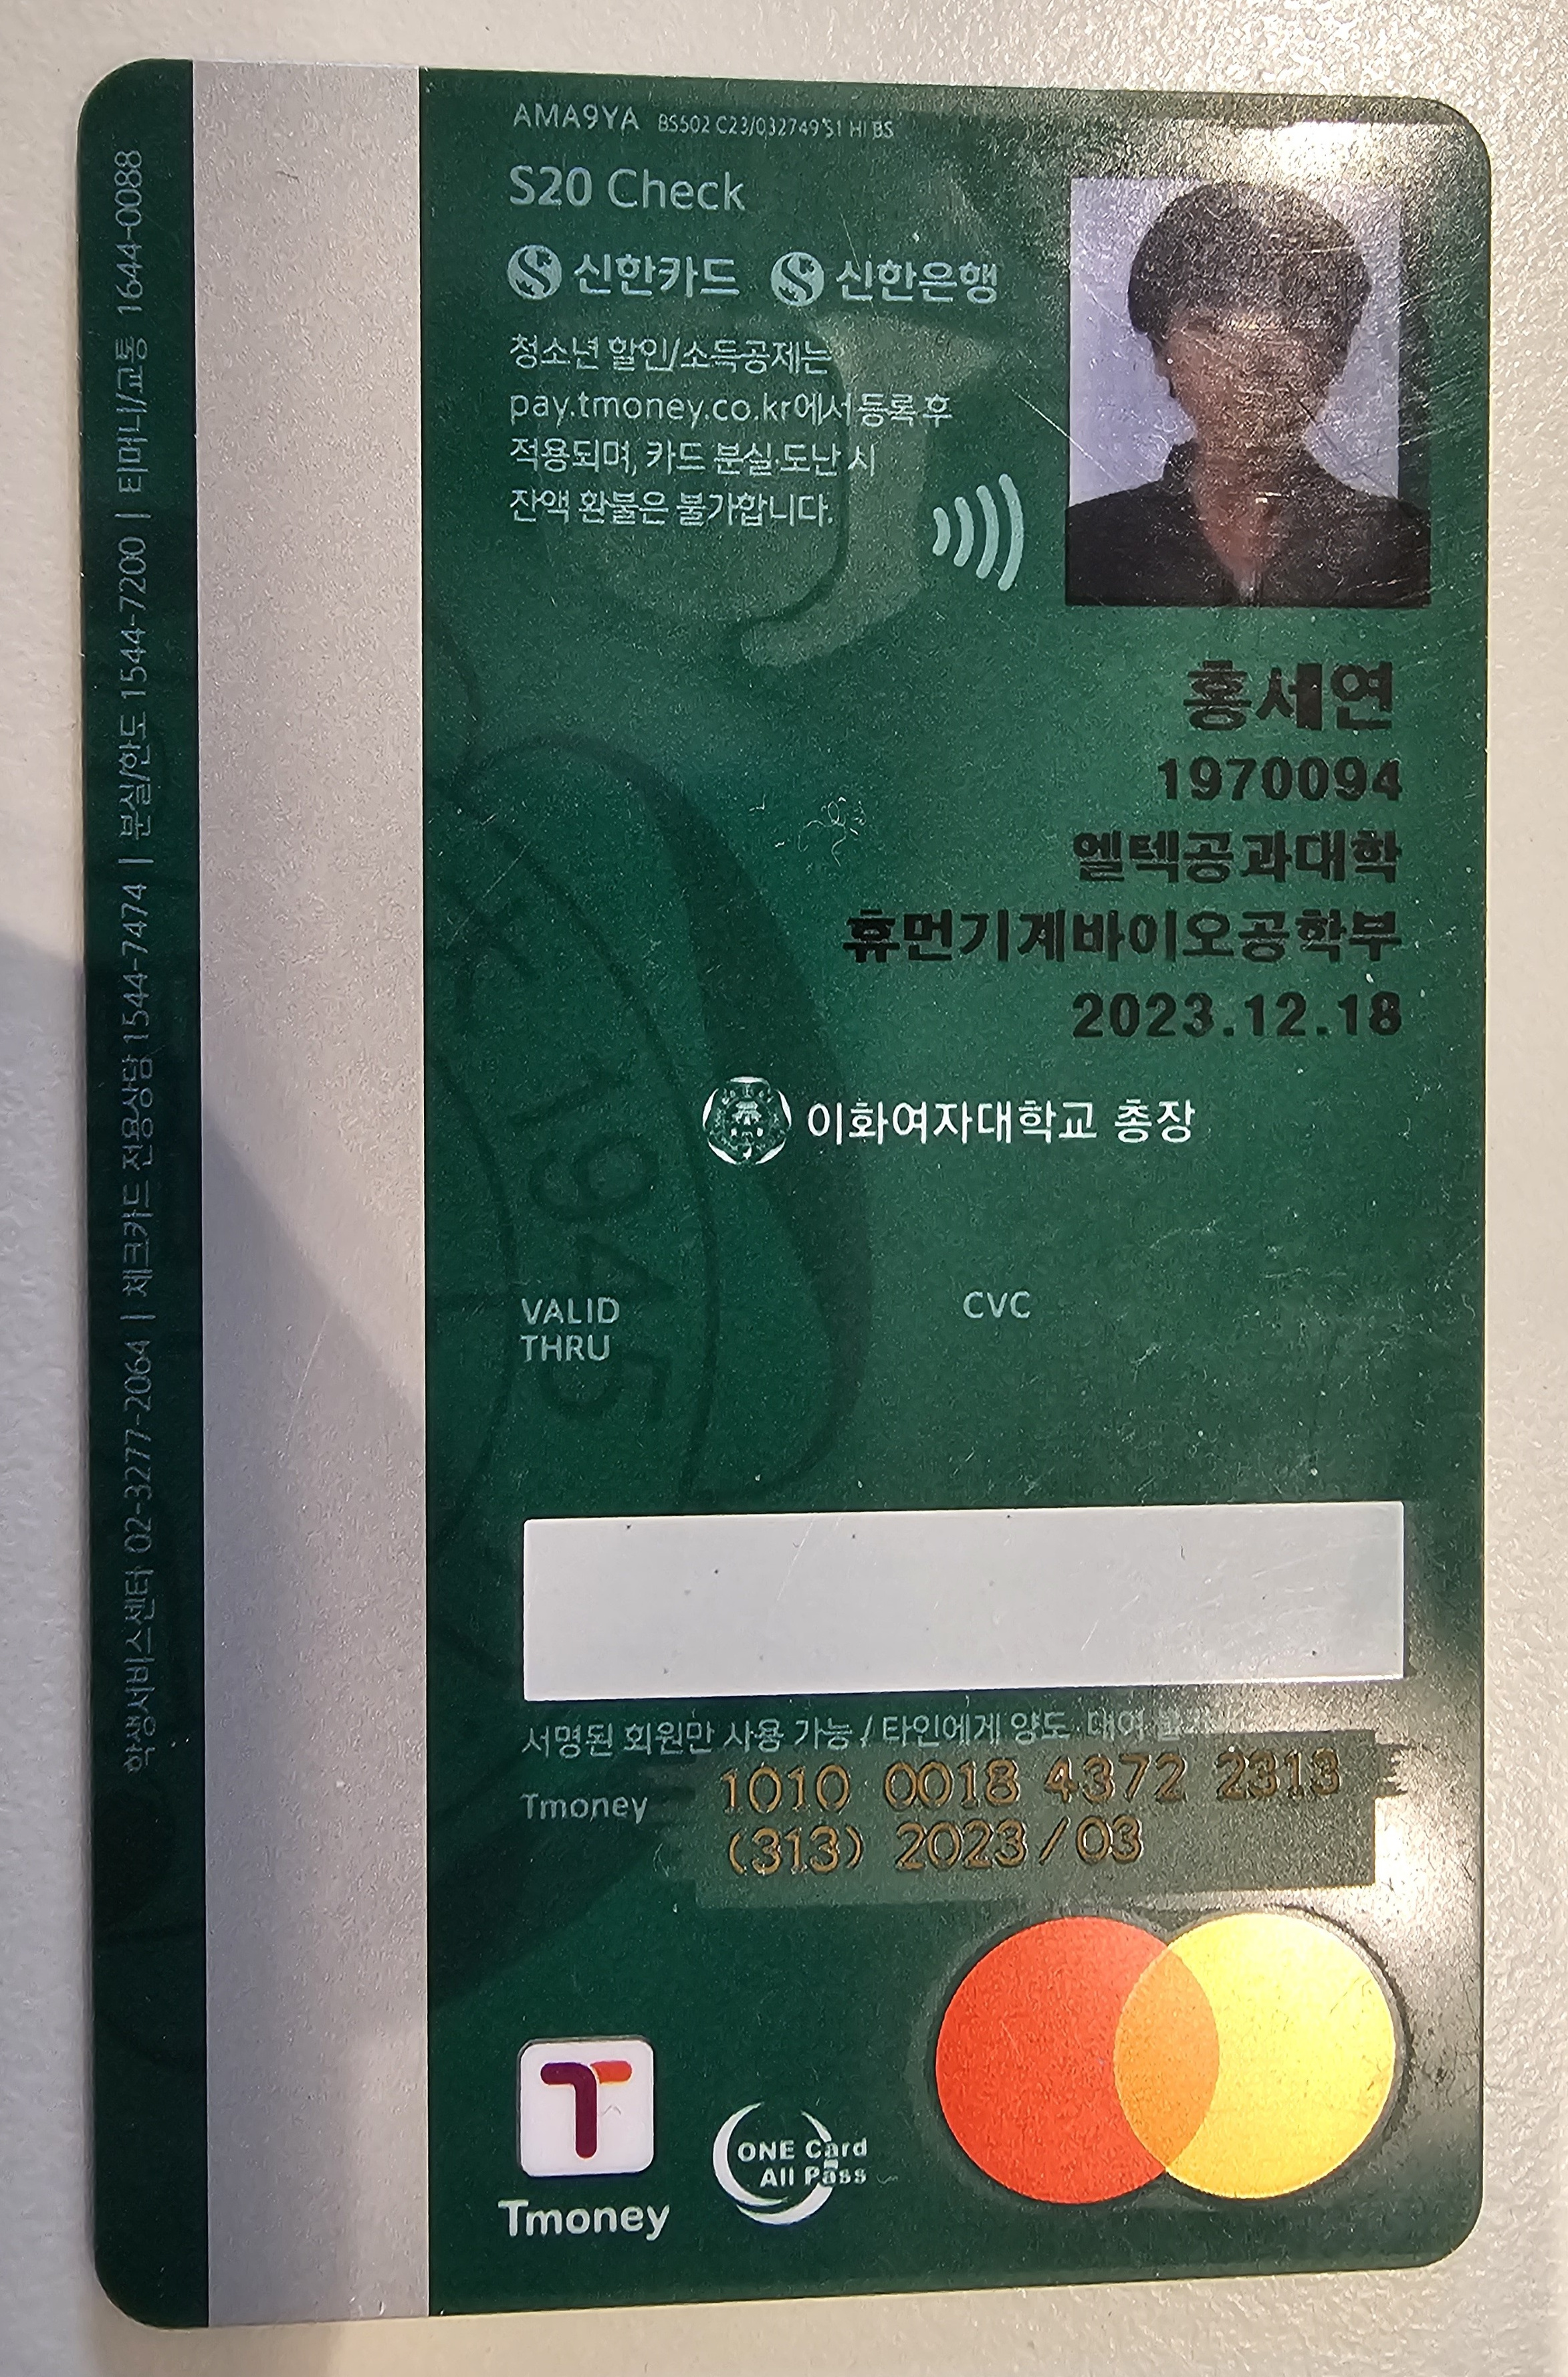 AMA9YA BS502 C23/03274951 HI BS
S20 Check
신한카드 신한은행
청소년 할인/소득공제는
pay.tmoney.co.kr에서 등록 후
적용되며, 카드 분실·도난 시
잔액 환불은 불가합니다.
홍세연
1970094
엘텍공과대학
휴먼기계바이오공학부
2023.12.18
이화여자대학교 총장
1945
VALID
THRU
CVC
서명된 회원만 사용 가능 / 타인에게 양도·대여
Tmoney
1010 0018 4372 2313
(313) 2023/03
Tmoney
ONE Card
All Pass
학생서비스센터 02-3277-2064 | 체크카드 전용상담 1544-7474 | 분실/한도 1544-7200 | 티머니/교통 1644-0088